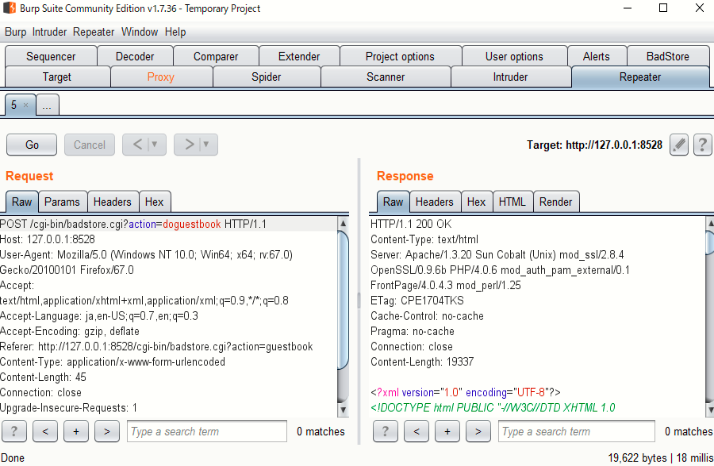 Burp Suite Community Edition v1.7.36 - Temporary Project
Burp Intruder Repeater Window Help
Sequencer Decoder Comparer Extender Project options User options Alerts BadStore
Target Proxy Spider Scanner Intruder Repeater
5 × ...
Go Cancel < > Target: http://127.0.0.1:8528 ?
Request
Raw Params Headers Hex
POST /cgi-bin/badstore.cgi?action=doguestbook HTTP/1.1
Host: 127.0.0.1:8528
User-Agent: Mozilla/5.0 (Windows NT 10.0; Win64; x64; rv:67.0)
Gecko/20100101 Firefox/67.0
Accept:
text/html,application/xhtml+xml,application/xml;q=0.9,*/*;q=0.8
Accept-Language: ja,en-US;q=0.7,en;q=0.3
Accept-Encoding: gzip, deflate
Referer: http://127.0.0.1:8528/cgi-bin/badstore.cgi?action=guestbook
Content-Type: application/x-www-form-urlencoded
Content-Length: 45
Connection: close
Upgrade-Insecure-Requests: 1
? < + > Type a search term 0 matches
Response
Raw Headers Hex HTML Render
HTTP/1.1 200 OK
Content-Type: text/html
Server: Apache/1.3.20 Sun Cobalt (Unix) mod_ssl/2.8.4
OpenSSL/0.9.6b PHP/4.0.6 mod_auth_pam_external/0.1
FrontPage/4.0.4.3 mod_perl/1.25
ETag: CPE1704TKS
Cache-Control: no-cache
Pragma: no-cache
Connection: close
Content-Length: 19337
<?xml version="1.0" encoding="UTF-8"?>
<!DOCTYPE html PUBLIC "-//W3C//DTD XHTML 1.0
? < + > Type a search term 0 matches
Done 19,622 bytes | 18 millis